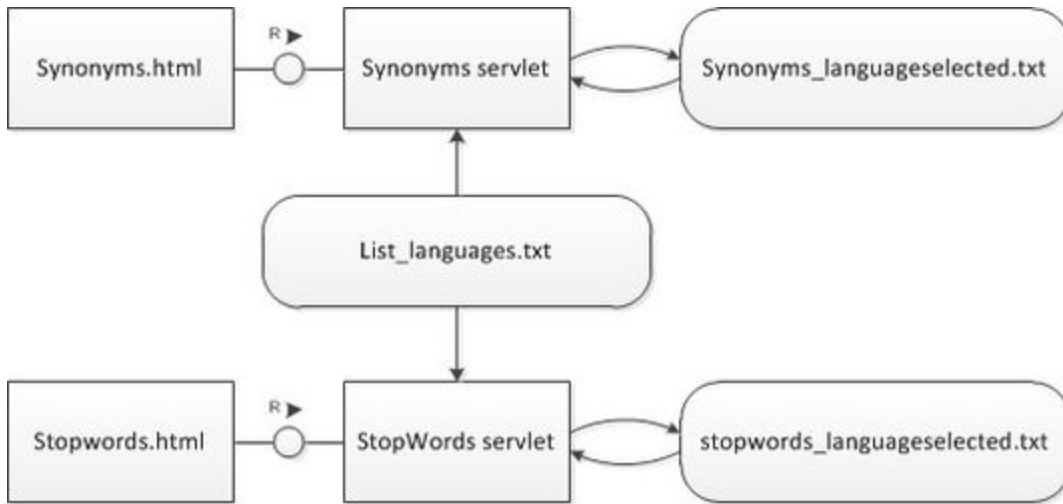 R
Synonyms.html
Synonyms servlet
Synonyms_languageselected.txt
List_languages.txt
R
Stopwords.html
StopWords servlet
stopwords_languageselected.txt